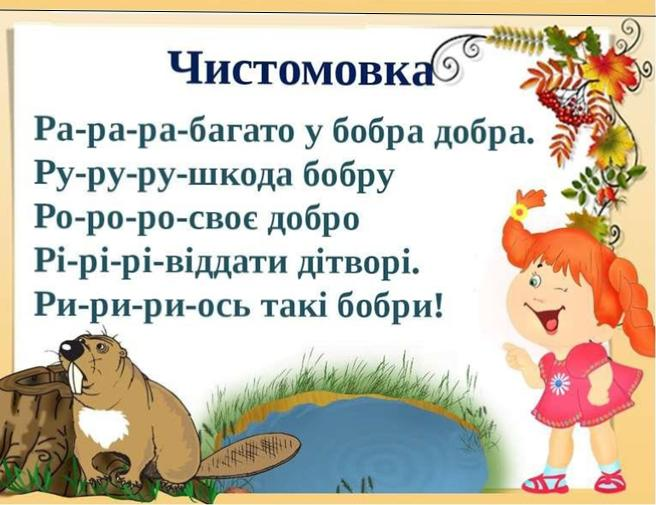 Чистомовка
Ра-ра-ра-багато у бобра добра.
Ру-ру-ру-шкода бобру
Ро-ро-ро-своє добро
Рі-рі-рі-віддати дітворі.
Ри-ри-ри-ось такі бобри!